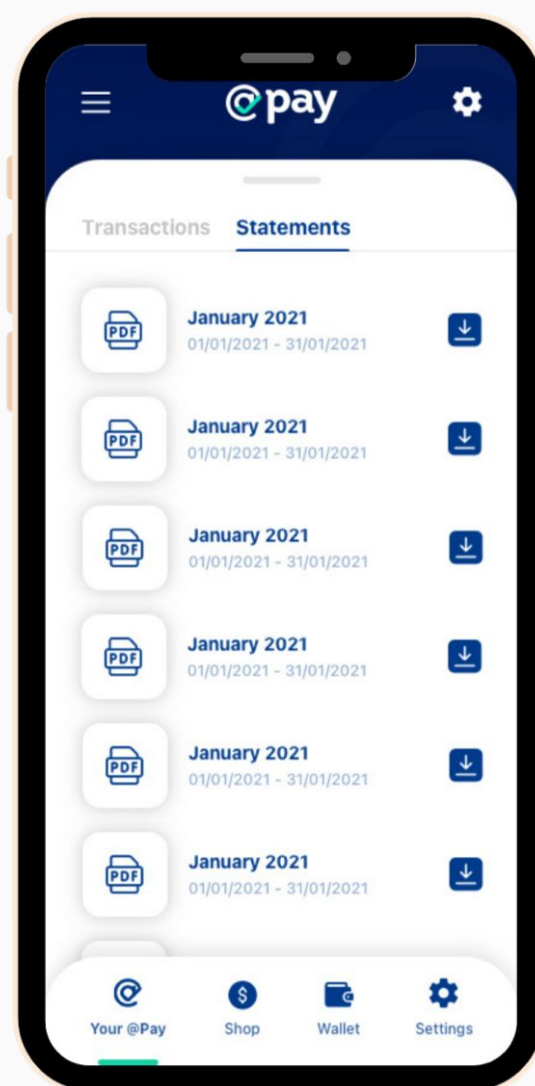 @pay
Transactions Statements
PDF
January 2021
01/01/2021 - 31/01/2021
PDF
January 2021
01/01/2021 - 31/01/2021
PDF
January 2021
01/01/2021 - 31/01/2021
PDF
January 2021
01/01/2021 - 31/01/2021
PDF
January 2021
01/01/2021 - 31/01/2021
PDF
January 2021
01/01/2021 - 31/01/2021
Your @Pay Shop Wallet Settings